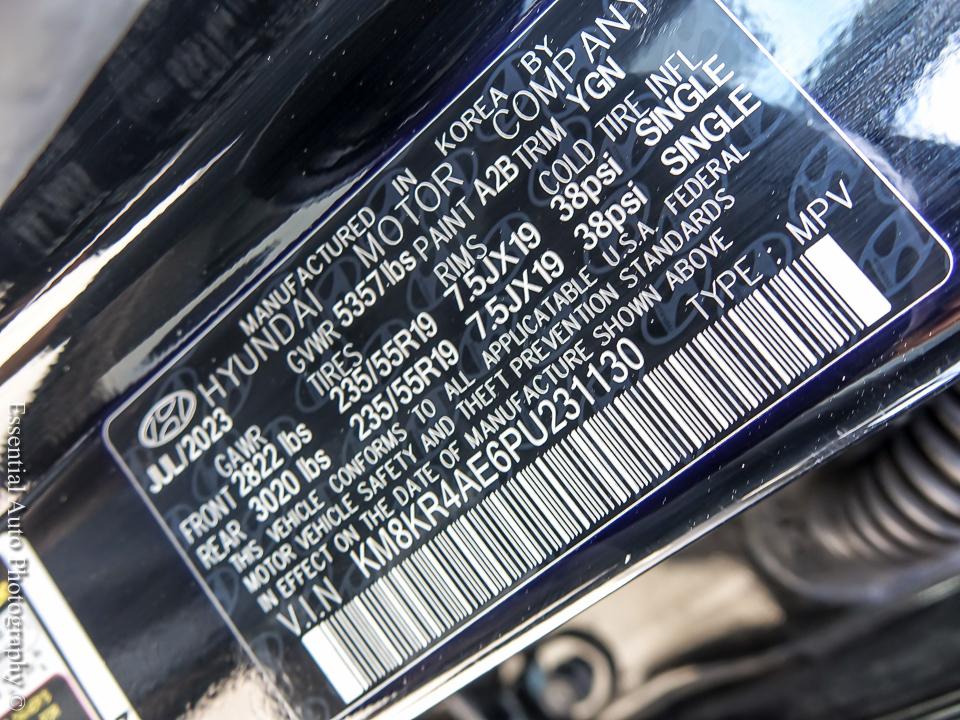 MANUFACTURED IN KOREA BY
HYUNDAI MOTOR COMPANY
JUL/2023 GVWR 5357 lbs PAINT A2B TRIM YGN
GAWR TIRES RIMS COLD TIRE INFL
FRONT 2822 lbs 235/55R19 7.5JX19 38psi SINGLE
REAR 3020 lbs 235/55R19 7.5JX19 38psi SINGLE
THIS VEHICLE CONFORMS TO ALL APPLICABLE U.S.A FEDERAL
MOTOR VEHICLE SAFETY AND THEFT PREVENTION STANDARDS
IN EFFECT ON THE DATE OF MANUFACTURE SHOWN ABOVE
V.I.N KM8KR4AE6PU231130 TYPE : MPV
Essential Auto Photography ©